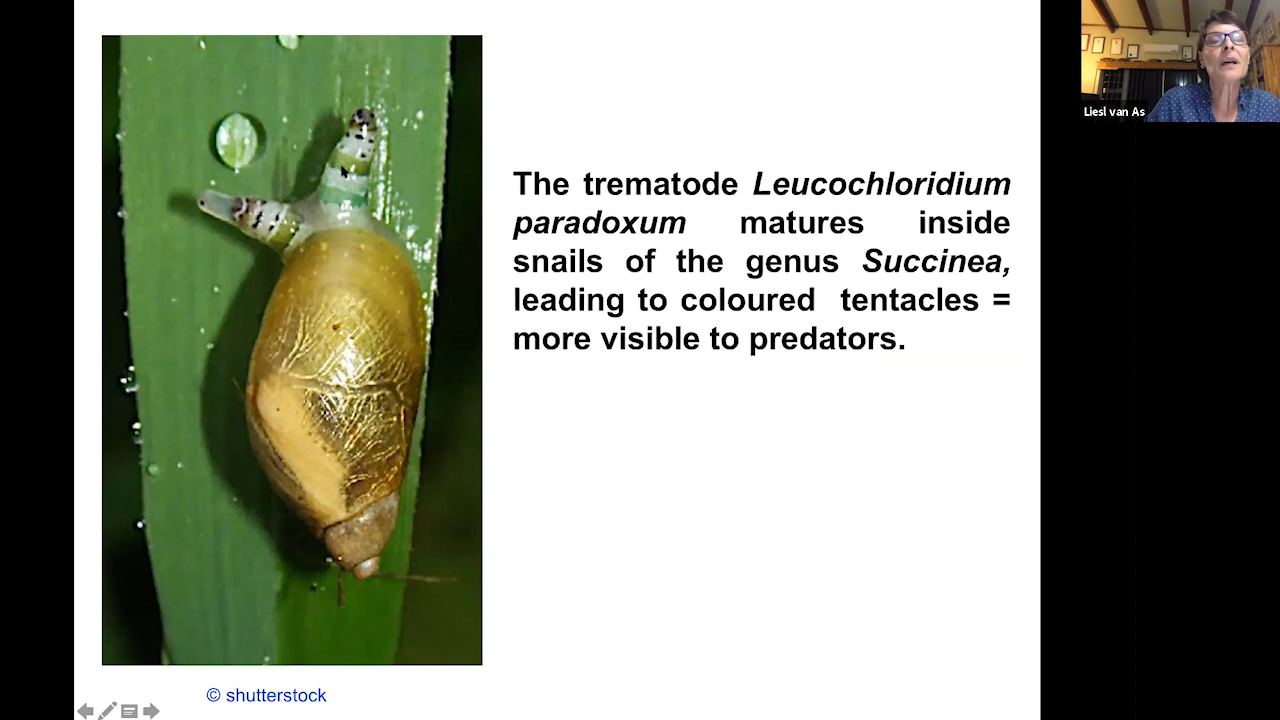 Liesl van As
The trematode Leucochloridium
paradoxum matures inside
snails of the genus Succinea,
leading to coloured tentacles =
more visible to predators.
© shutterstock